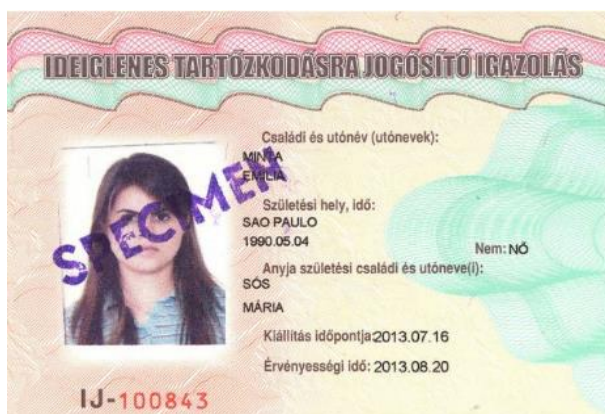 IDEIGLENES TARTÓZKODÁSRA JOGOSÍTÓ IGAZOLÁS
Családi és utónév (utónevek):
MINTA
EMILIA
SPECIMEN
Születési hely, idő:
SAO PAULO
1990.05.04
Nem: NŐ
Anyja születési családi és utóneve(i):
SÓS
MÁRIA
Kiállítás időpontja: 2013.07.16
Érvényességi idő: 2013.08.20
IJ-100843